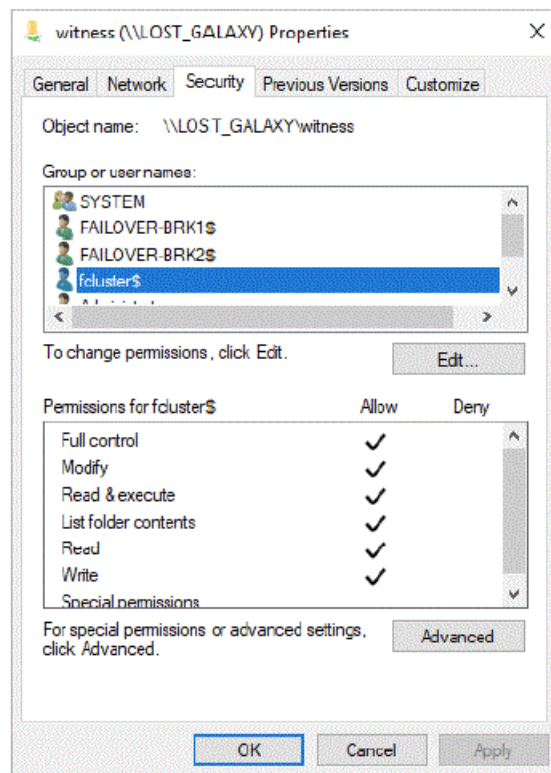 witness (\\LOST_GALAXY) Properties
General Network Security Previous Versions Customize
Object name: \\LOST_GALAXY\witness
Group or user names:
SYSTEM
FAILOVER-BRK1$
FAILOVER-BRK2$
fcluster$
To change permissions, click Edit.
Edit...
Permissions for fcluster$ Allow Deny
Full control
Modify
Read & execute
List folder contents
Read
Write
Special permissions
For special permissions or advanced settings,
click Advanced.
Advanced
OK Cancel Apply